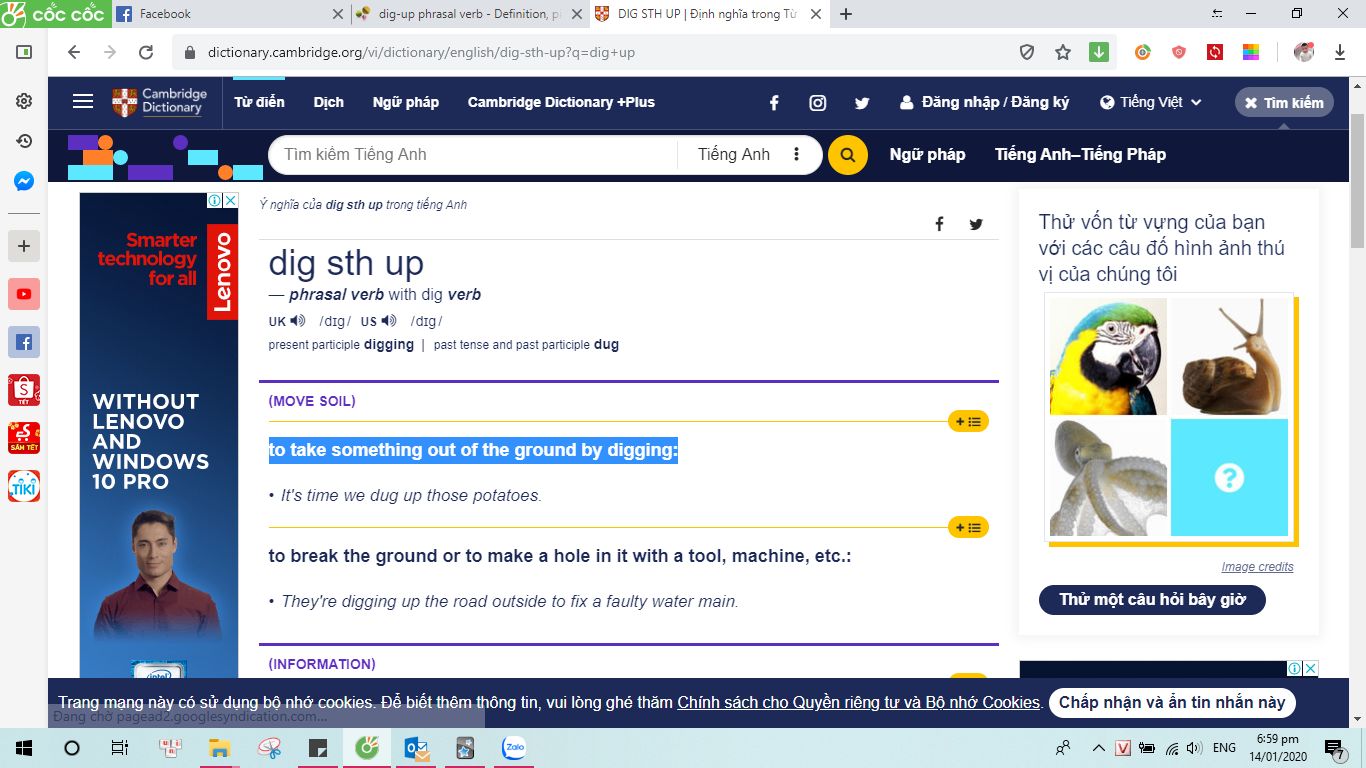 cốc cốc
Facebook
dig-up phrasal verb - Definition, pi
DIG STH UP | Định nghĩa trong Từ
dictionary.cambridge.org/vi/dictionary/english/dig-sth-up?q=dig+up
Cambridge
Dictionary
Từ điển
Dịch
Ngữ pháp
Cambridge Dictionary +Plus
Đăng nhập / Đăng ký
Tiếng Việt
Tìm kiếm
Tìm kiếm Tiếng Anh
Tiếng Anh
Ngữ pháp
Tiếng Anh–Tiếng Pháp
Smarter
technology
for all
Lenovo
WITHOUT
LENOVO
AND
WINDOWS
10 PRO
intel
Ý nghĩa của dig sth up trong tiếng Anh
dig sth up
— phrasal verb with dig verb
UK /dɪɡ/ US /dɪɡ/
present participle digging | past tense and past participle dug
(MOVE SOIL)
to take something out of the ground by digging:
• It's time we dug up those potatoes.
to break the ground or to make a hole in it with a tool, machine, etc.:
• They're digging up the road outside to fix a faulty water main.
(INFORMATION)
Thử vốn từ vựng của bạn
với các câu đố hình ảnh thú
vị của chúng tôi
?
Image credits
Thử một câu hỏi bây giờ
TẾT
SẮM TẾT
TIKI
Trang mạng này có sử dụng bộ nhớ cookies. Để biết thêm thông tin, vui lòng ghé thăm Chính sách cho Quyền riêng tư và Bộ nhớ Cookies.
Chấp nhận và ẩn tin nhắn này
Đang chờ pagead2.googlesyndication.com...
Zalo
V
ENG
6:59 pm
14/01/2020
7